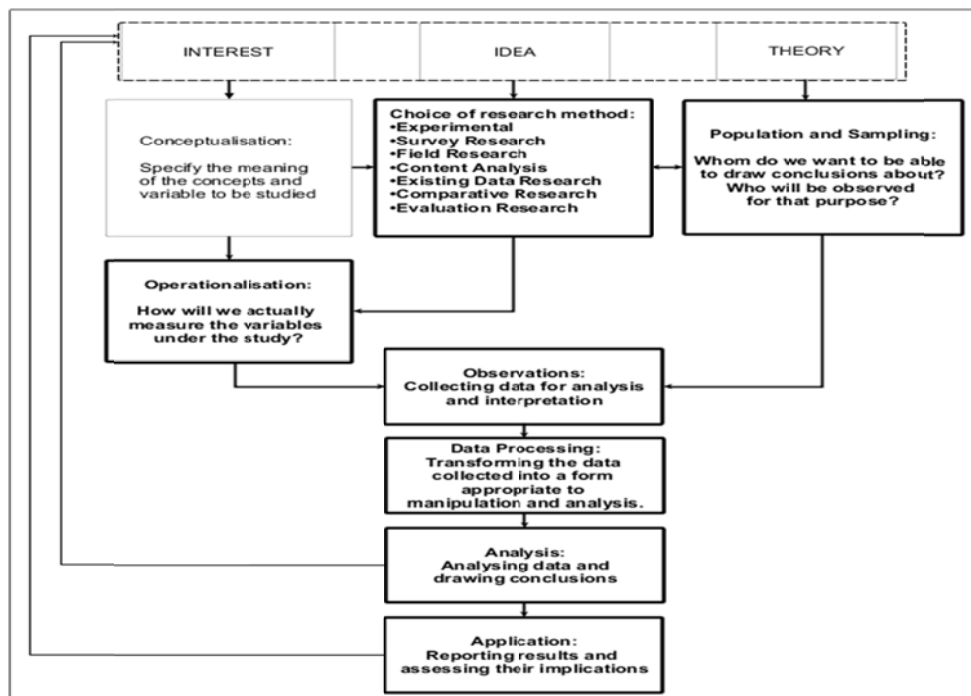 INTEREST
IDEA
THEORY
Conceptualisation:
Specify the meaning
of the concepts and
variable to be studied
Choice of research method:
•Experimental
•Survey Research
•Field Research
•Content Analysis
•Existing Data Research
•Comparative Research
•Evaluation Research
Population and Sampling:
Whom do we want to be able
to draw conclusions about?
Who will be observed
for that purpose?
Operationalisation:
How will we actually
measure the variables
under the study?
Observations:
Collecting data for analysis
and interpretation
Data Processing:
Transforming the data
collected into a form
appropriate to
manipulation and analysis.
Analysis:
Analysing data and
drawing conclusions
Application:
Reporting results and
assessing their implications